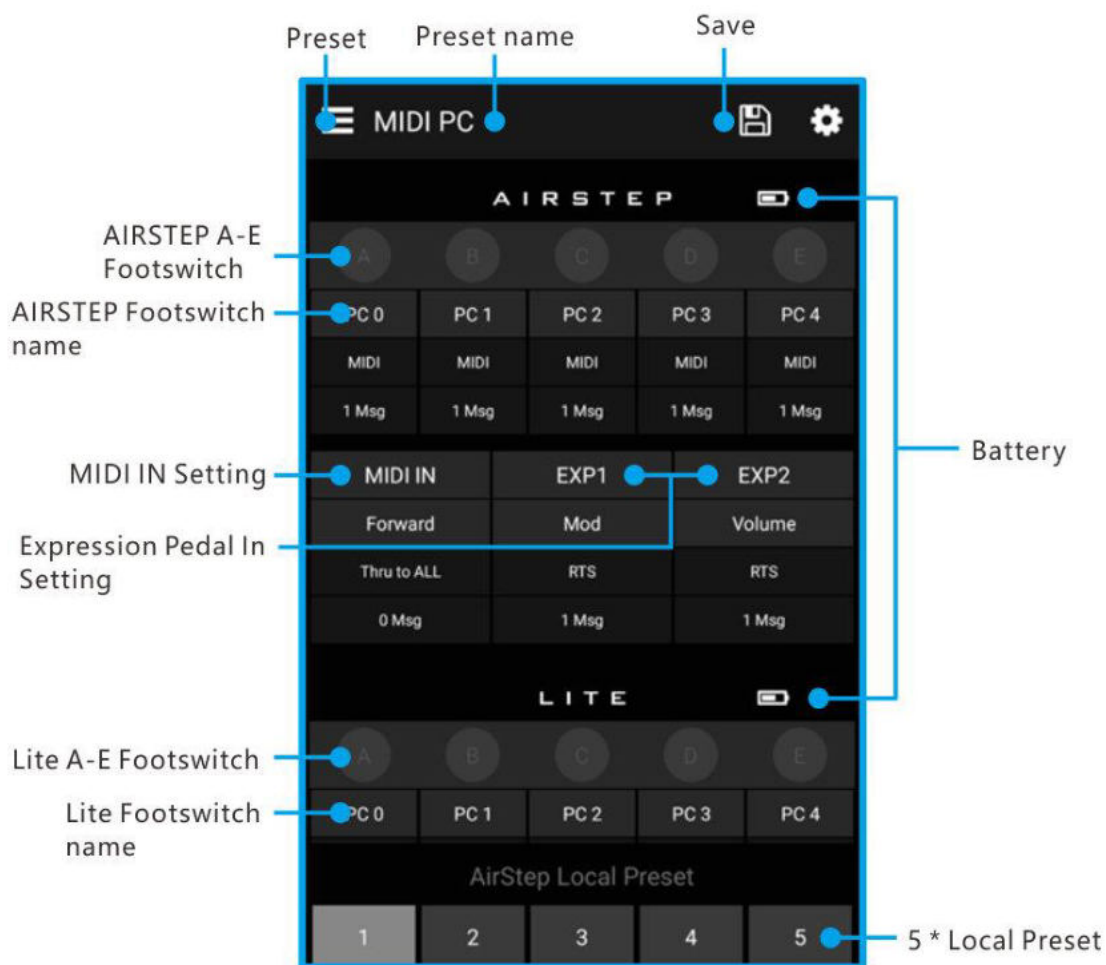 Preset
Preset name
Save
MIDI PC
AIRSTEP
AIRSTEP A-E
Footswitch
A B C D E
AIRSTEP Footswitch
name
PC 0 PC 1 PC 2 PC 3 PC 4
MIDI MIDI MIDI MIDI MIDI
1 Msg 1 Msg 1 Msg 1 Msg 1 Msg
Battery
MIDI IN Setting
MIDI IN EXP1 EXP2
Forward Mod Volume
Expression Pedal In
Setting
Thru to ALL RTS RTS
0 Msg 1 Msg 1 Msg
LITE
Lite A-E Footswitch
A B C D E
Lite Footswitch
name
PC 0 PC 1 PC 2 PC 3 PC 4
AirStep Local Preset
1 2 3 4 5
5 * Local Preset